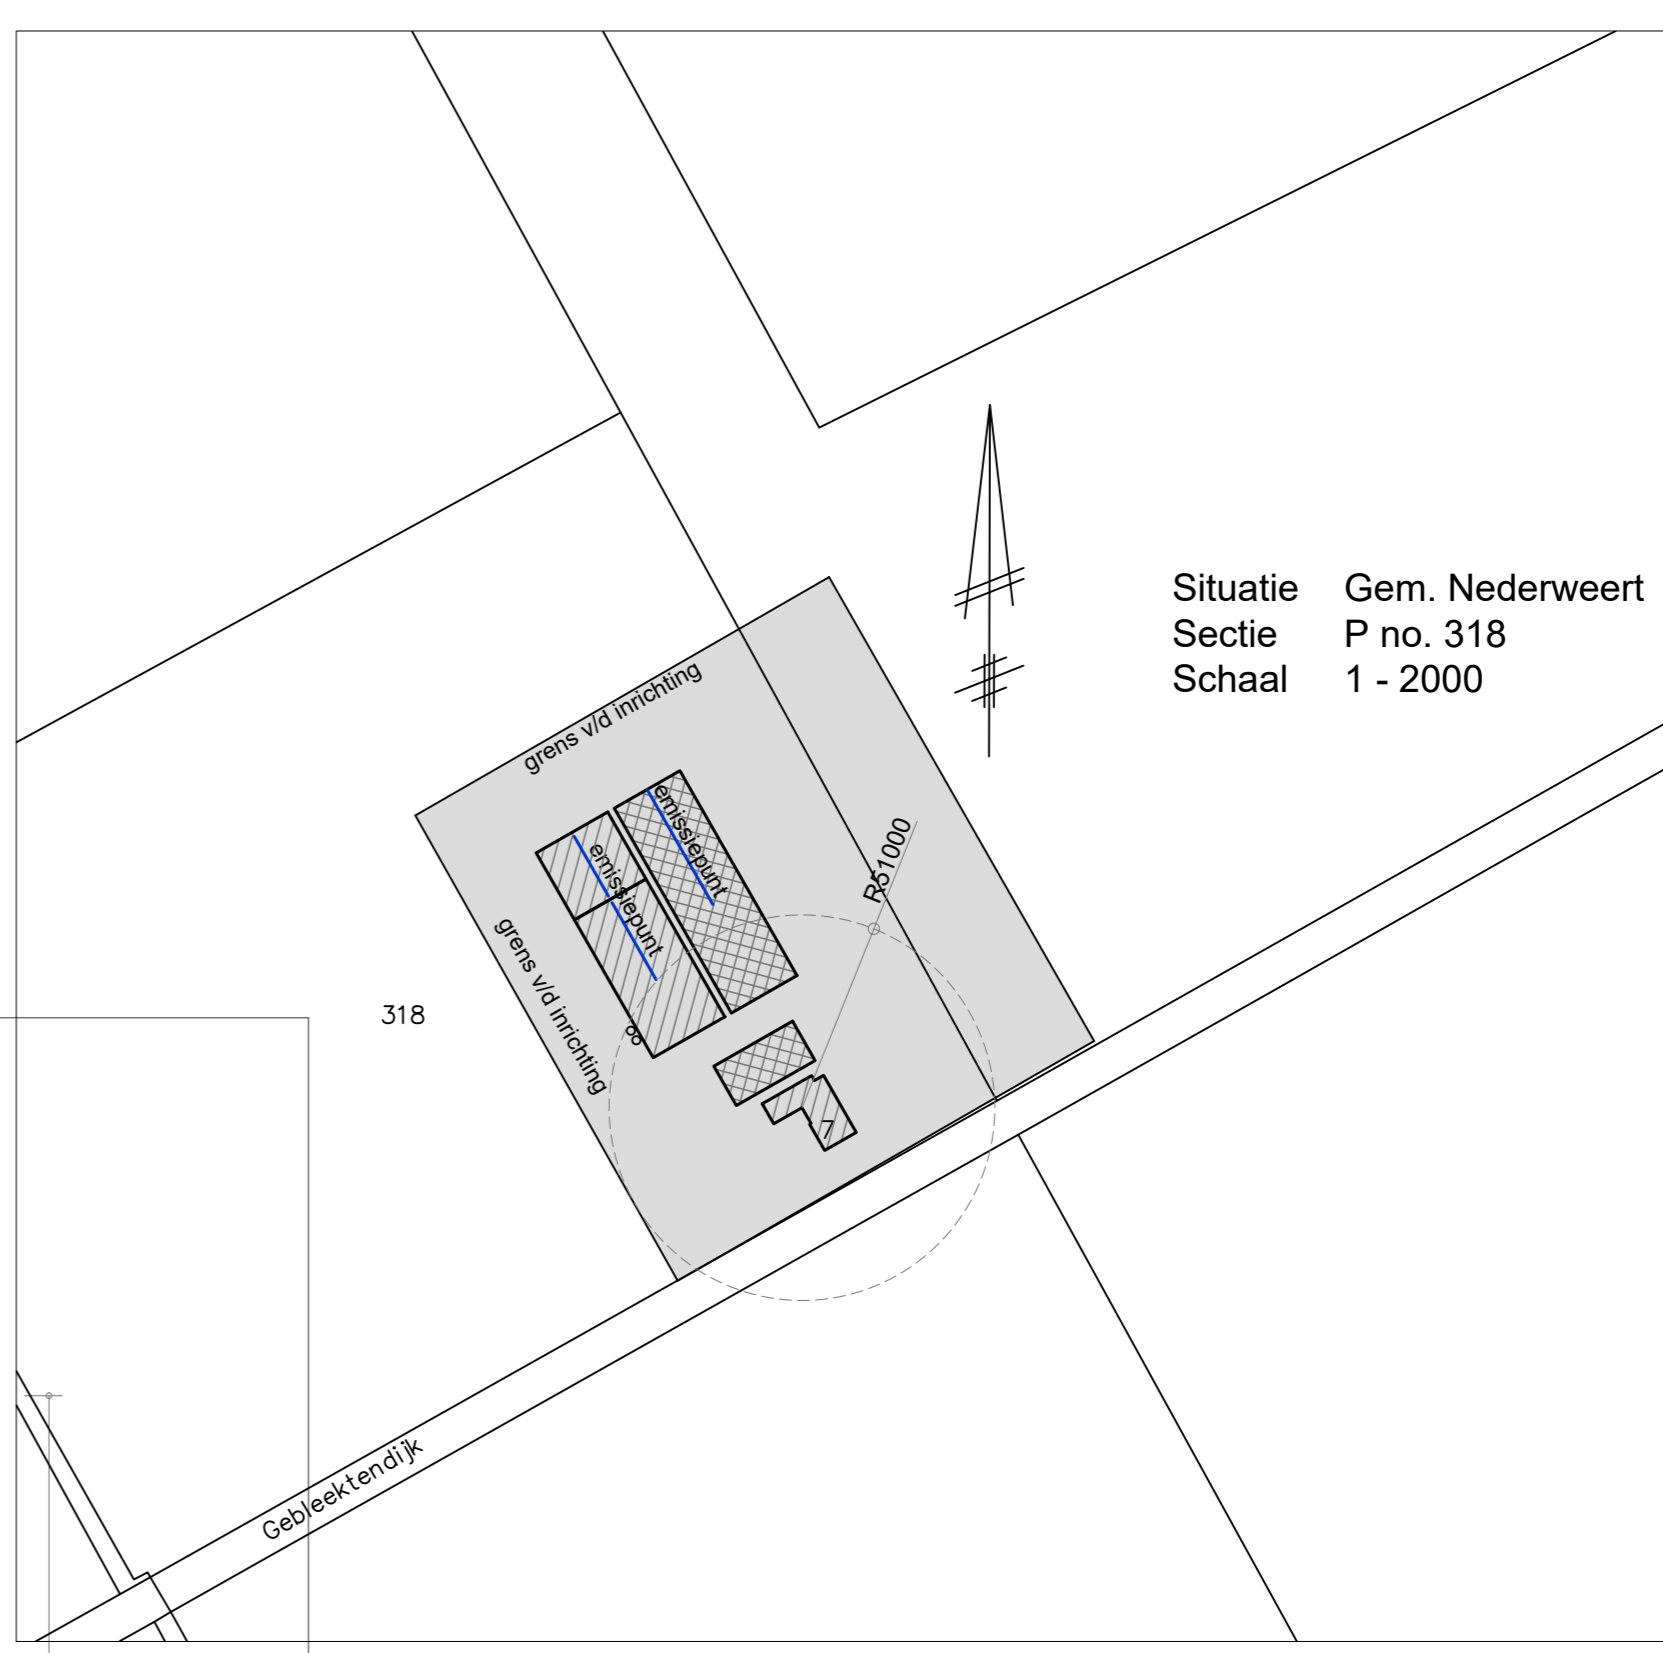 Situatie Gem. Nederweert
Sectie P no. 318
Schaal 1 - 2000
grens v/d inrichting
emissiepunt
emissiepunt
R51000
grens v/d inrichting
318
7
Gebleektendijk